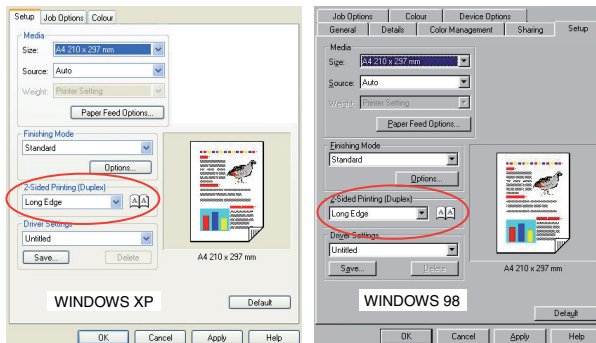 Setup Job Options Colour
Media
Size: A4 210 x 297 mm
Source: Auto
Weight: Printer Setting
Paper Feed Options...
Finishing Mode
Standard
Options...
2-Sided Printing (Duplex)
Long Edge
A A
Driver Settings
Untitled
Save... Delete
A4 210 x 297 mm
WINDOWS XP
Default
OK Cancel Apply Help
Job Options Colour Device Options
General Details Color Management Sharing Setup
Media
Size: A4 210 x 297 mm
Source: Auto
Weight: Printer Setting
Paper Feed Options...
Finishing Mode
Standard
Options...
2-Sided Printing (Duplex)
Long Edge
A A
Driver Settings
Untitled
Save... Delete
A4 210 x 297 mm
WINDOWS 98
Default
OK Cancel Apply Help